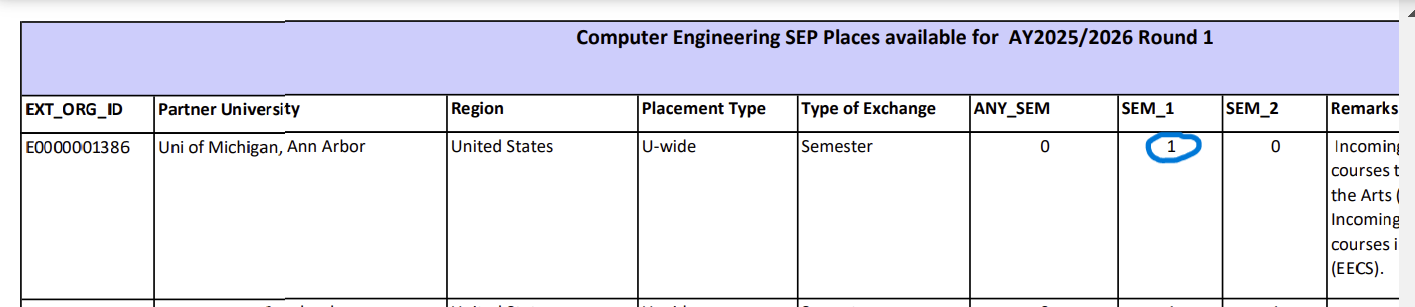 Computer Engineering SEP Places available for AY2025/2026 Round 1
EXT_ORG_ID Partner University Region Placement Type Type of Exchange ANY_SEM SEM_1 SEM_2 Remarks
E0000001386 Uni of Michigan, Ann Arbor United States U-wide Semester 0 1 0 Incoming
courses t
the Arts (
Incoming
courses i
(EECS).